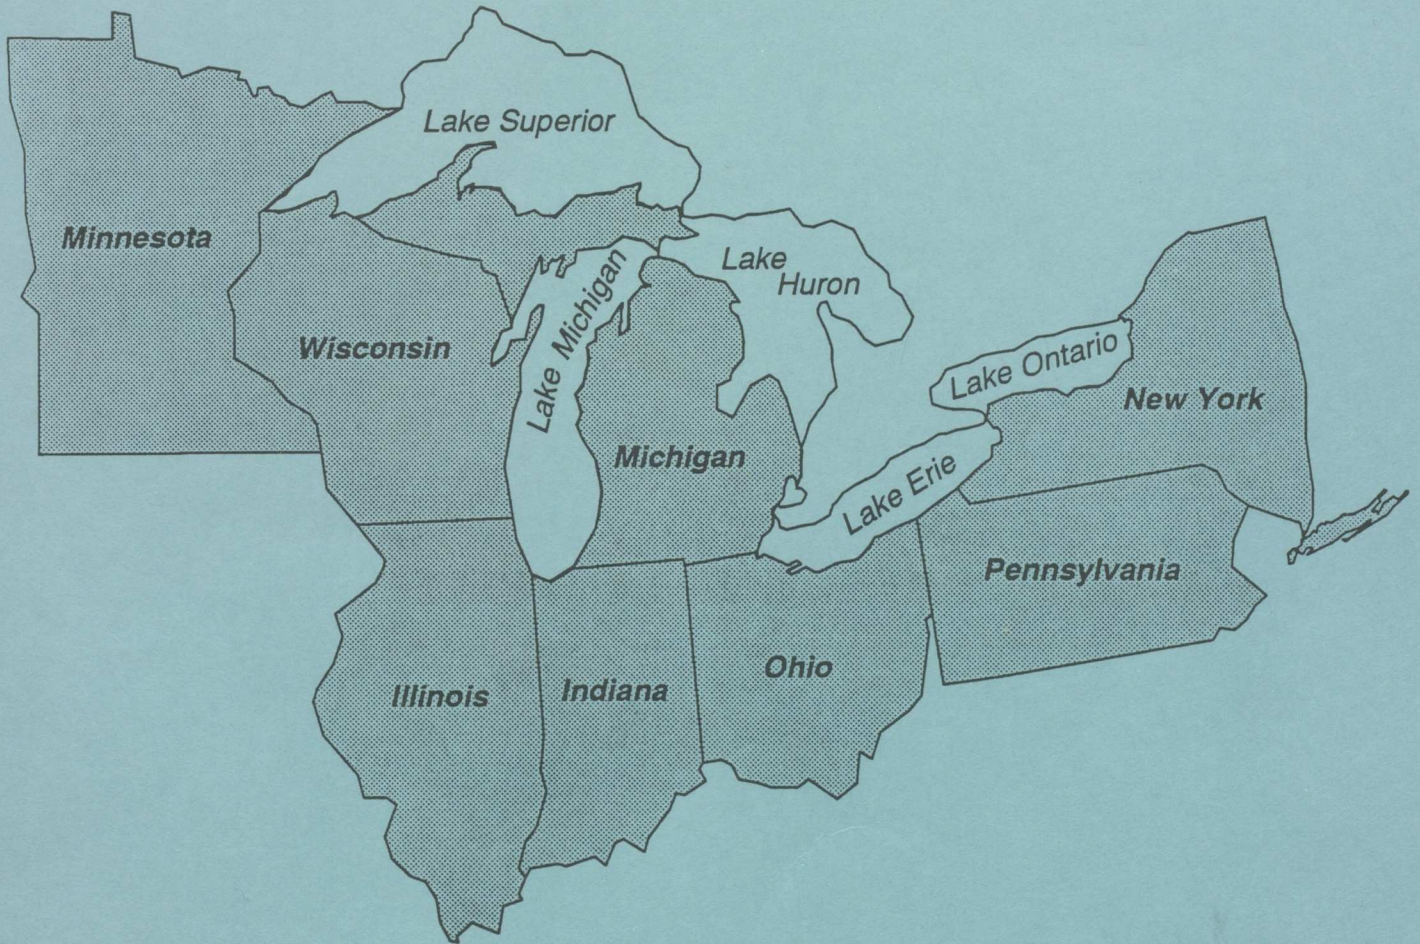 Lake Superior
Minnesota
Lake
Huron
Lake Michigan
Wisconsin
Lake Ontario
New York
Michigan
Lake Erie
Pennsylvania
Ohio
Illinois
Indiana